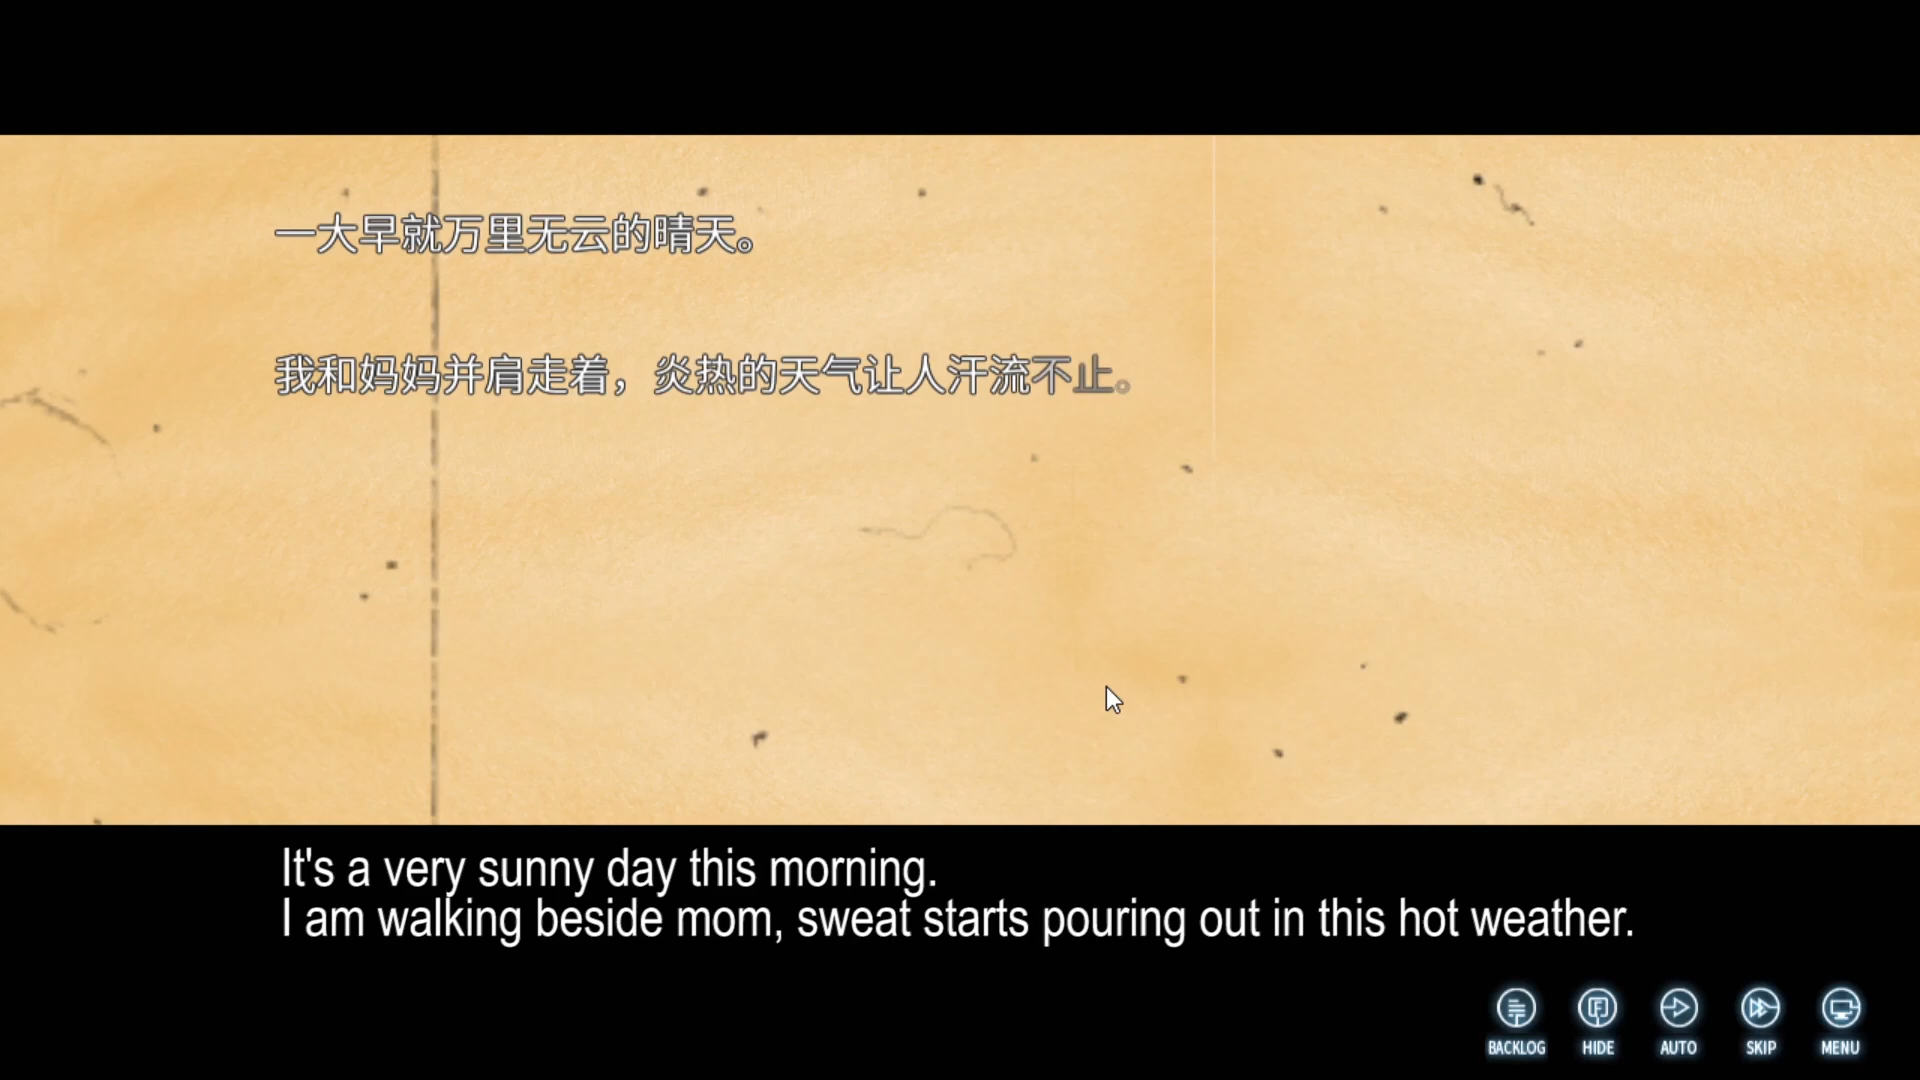 一大早就万里无云的晴天。
我和妈妈并肩走着，炎热的天气让人汗流不止。
It's a very sunny day this morning.
I am walking beside mom, sweat starts pouring out in this hot weather.
BACKLOG HIDE AUTO SKIP MENU